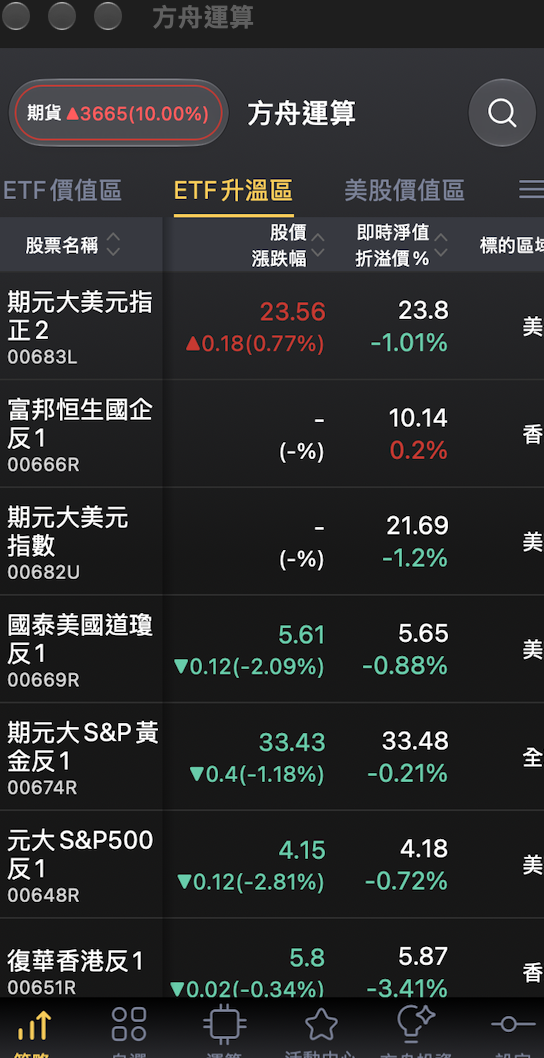 方舟運算
期貨 ▲3665(10.00%) 方舟運算
ETF價值區 ETF升溫區 美股價值區
股票名稱 股價 即時淨值 標的區域
漲跌幅 折溢價%
期元大美元指 23.56 23.8 美
正2 ▲0.18(0.77%) -1.01%
00683L
富邦恒生國企 - 10.14 香
反1 (-%) 0.2%
00666R
期元大美元 - 21.69 美
指數 (-%) -1.2%
00682U
國泰美國道瓊 5.61 5.65 美
反1 ▼0.12(-2.09%) -0.88%
00669R
期元大S&P黃 33.43 33.48 全
金反1 ▼0.4(-1.18%) -0.21%
00674R
元大S&P500 4.15 4.18 美
反1 ▼0.12(-2.81%) -0.72%
00648R
復華香港反1 5.8 5.87 香
00651R ▼0.02(-0.34%) -3.41%